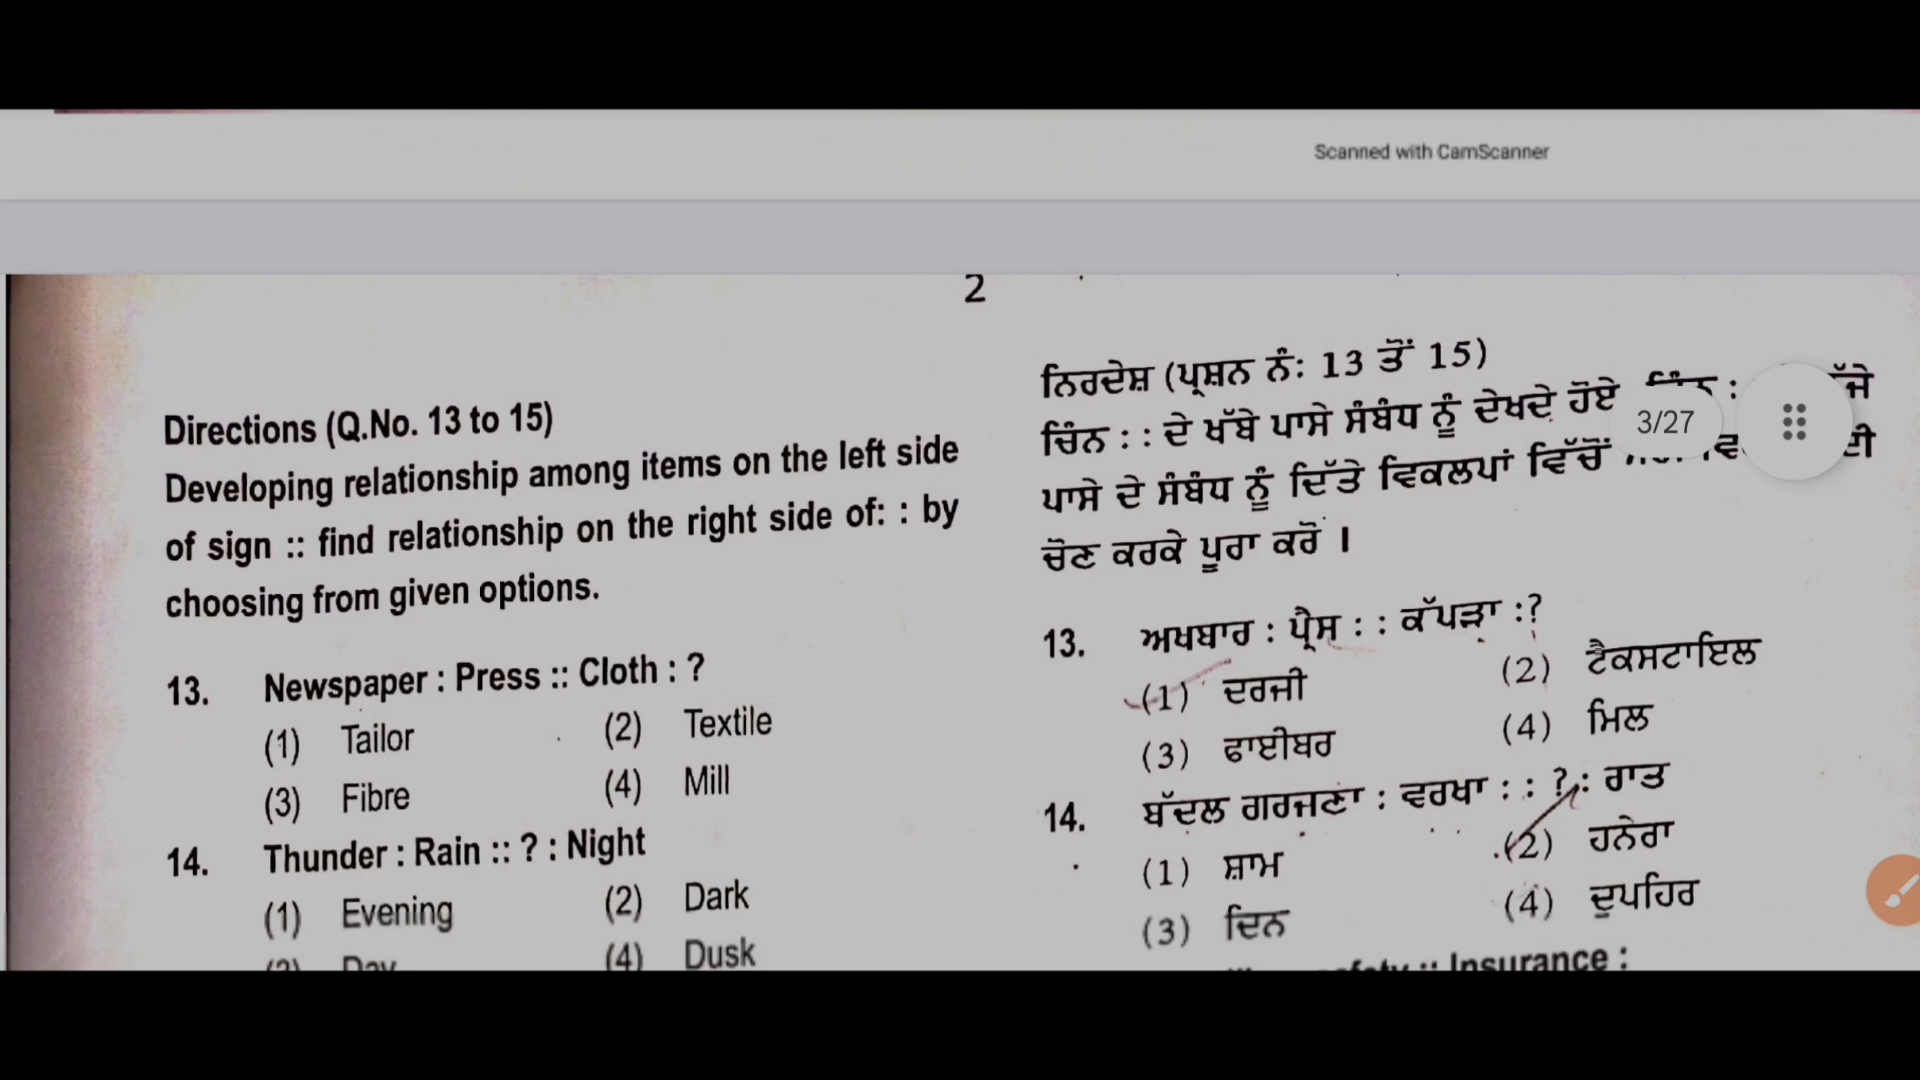 Scanned with CamScanner
2
Directions (Q.No. 13 to 15)
Developing relationship among items on the left side
of sign :: find relationship on the right side of: : by
choosing from given options.
13. Newspaper : Press :: Cloth : ?
(1) Tailor (2) Textile
(3) Fibre (4) Mill
14. Thunder : Rain :: ? : Night
(1) Evening (2) Dark
(3) Day (4) Dusk
ਨਿਰਦੇਸ਼ (ਪ੍ਰਸ਼ਨ ਨੰ: 13 ਤੋਂ 15)
ਚਿੰਨ : : ਦੇ ਖੱਬੇ ਪਾਸੇ ਸੰਬੰਧ ਨੂੰ ਦੇਖਦੇ ਹੋਏ :
3/27
ਪਾਸੇ ਦੇ ਸੰਬੰਧ ਨੂੰ ਦਿੱਤੇ ਵਿਕਲਪਾਂ ਵਿੱਚੋਂ
ਚੋਣ ਕਰਕੇ ਪੂਰਾ ਕਰੋ ।
13. ਅਖਬਾਰ : ਪ੍ਰੈਸ : : ਕੱਪੜਾ :?
(1) ਦਰਜੀ (2) ਟੈਕਸਟਾਇਲ
(3) ਫਾਈਬਰ (4) ਮਿਲ
14. ਬੱਦਲ ਗਰਜਣਾ : ਵਰਖਾ : : ? : ਰਾਤ
(1) ਸ਼ਾਮ (2) ਹਨੇਰਾ
(3) ਦਿਨ (4) ਦੁਪਹਿਰ
:: Insurance :